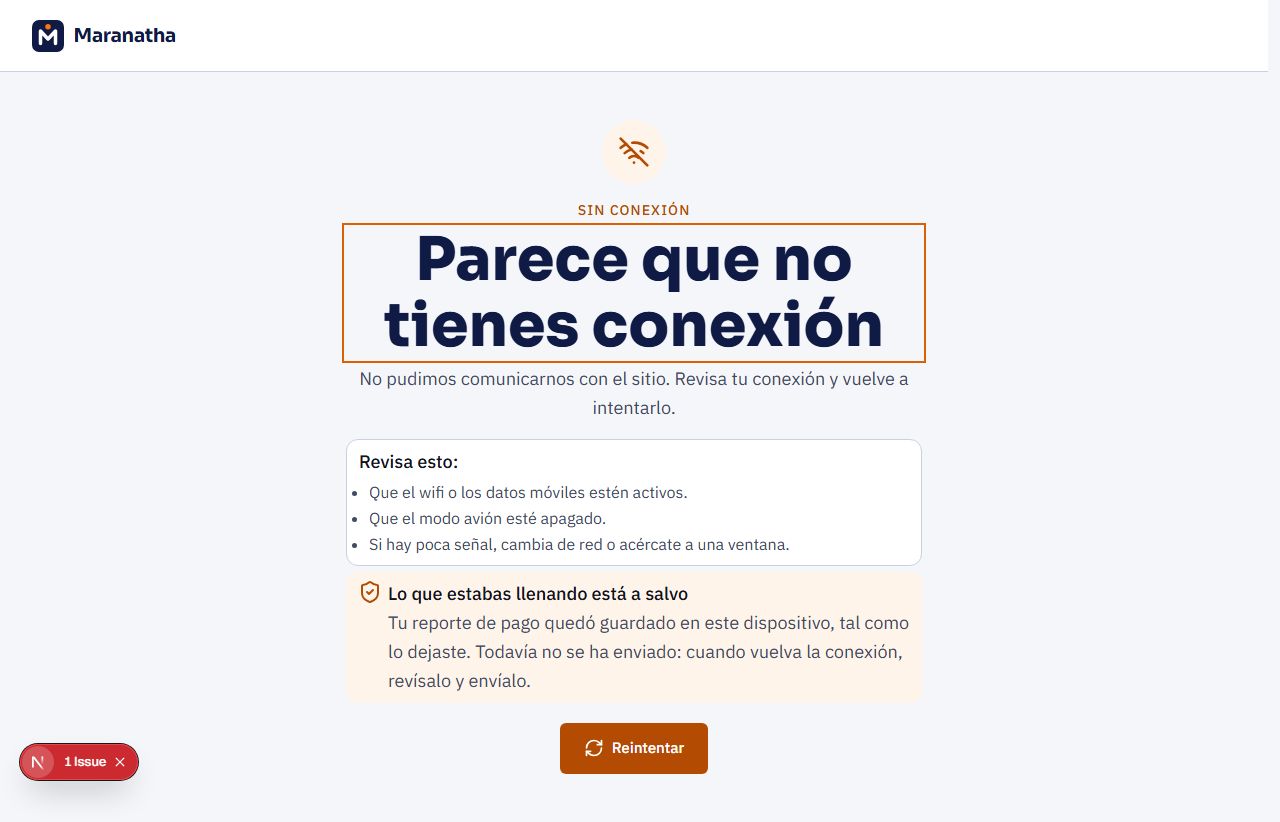 Maranatha
SIN CONEXIÓN
Parece que no
tienes conexión
No pudimos comunicarnos con el sitio. Revisa tu conexión y vuelve a
intentarlo.
Revisa esto:
• Que el wifi o los datos móviles estén activos.
• Que el modo avión esté apagado.
• Si hay poca señal, cambia de red o acércate a una ventana.
Lo que estabas llenando está a salvo
Tu reporte de pago quedó guardado en este dispositivo, tal como
lo dejaste. Todavía no se ha enviado: cuando vuelva la conexión,
revísalo y envíalo.
Reintentar
N 1 Issue